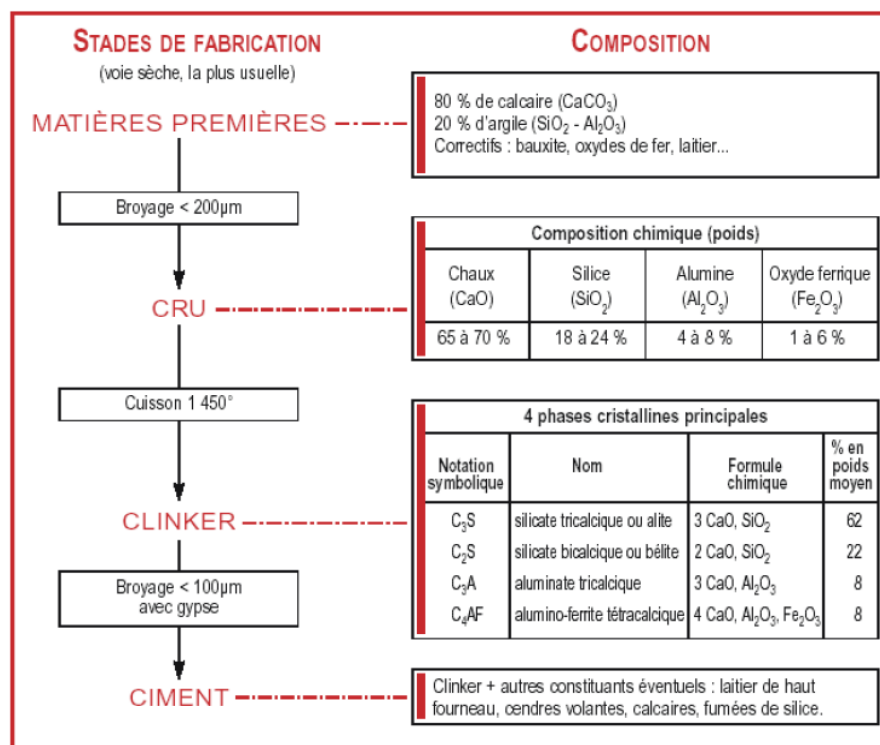 STADES DE FABRICATION
(voie sèche, la plus usuelle)
MATIÈRES PREMIÈRES
Broyage < 200µm
CRU
Cuisson 1 450°
CLINKER
Broyage < 100µm
avec gypse
CIMENT
COMPOSITION
80 % de calcaire (CaCO₃)
20 % d'argile (SiO₂ - Al₂O₃)
Correctifs : bauxite, oxydes de fer, laitier...
Composition chimique (poids)
Chaux Silice Alumine Oxyde ferrique
(CaO) (SiO₂) (Al₂O₃) (Fe₂O₃)
65 à 70 % 18 à 24 % 4 à 8 % 1 à 6 %
4 phases cristallines principales
Notation symbolique Nom Formule chimique % en poids moyen
C₃S silicate tricalcique ou alite 3 CaO, SiO₂ 62
C₂S silicate bicalcique ou bélite 2 CaO, SiO₂ 22
C₃A aluminate tricalcique 3 CaO, Al₂O₃ 8
C₄AF alumino-ferrite tétracalcique 4 CaO, Al₂O₃, Fe₂O₃ 8
Clinker + autres constituants éventuels : laitier de haut
fourneau, cendres volantes, calcaires, fumées de silice.